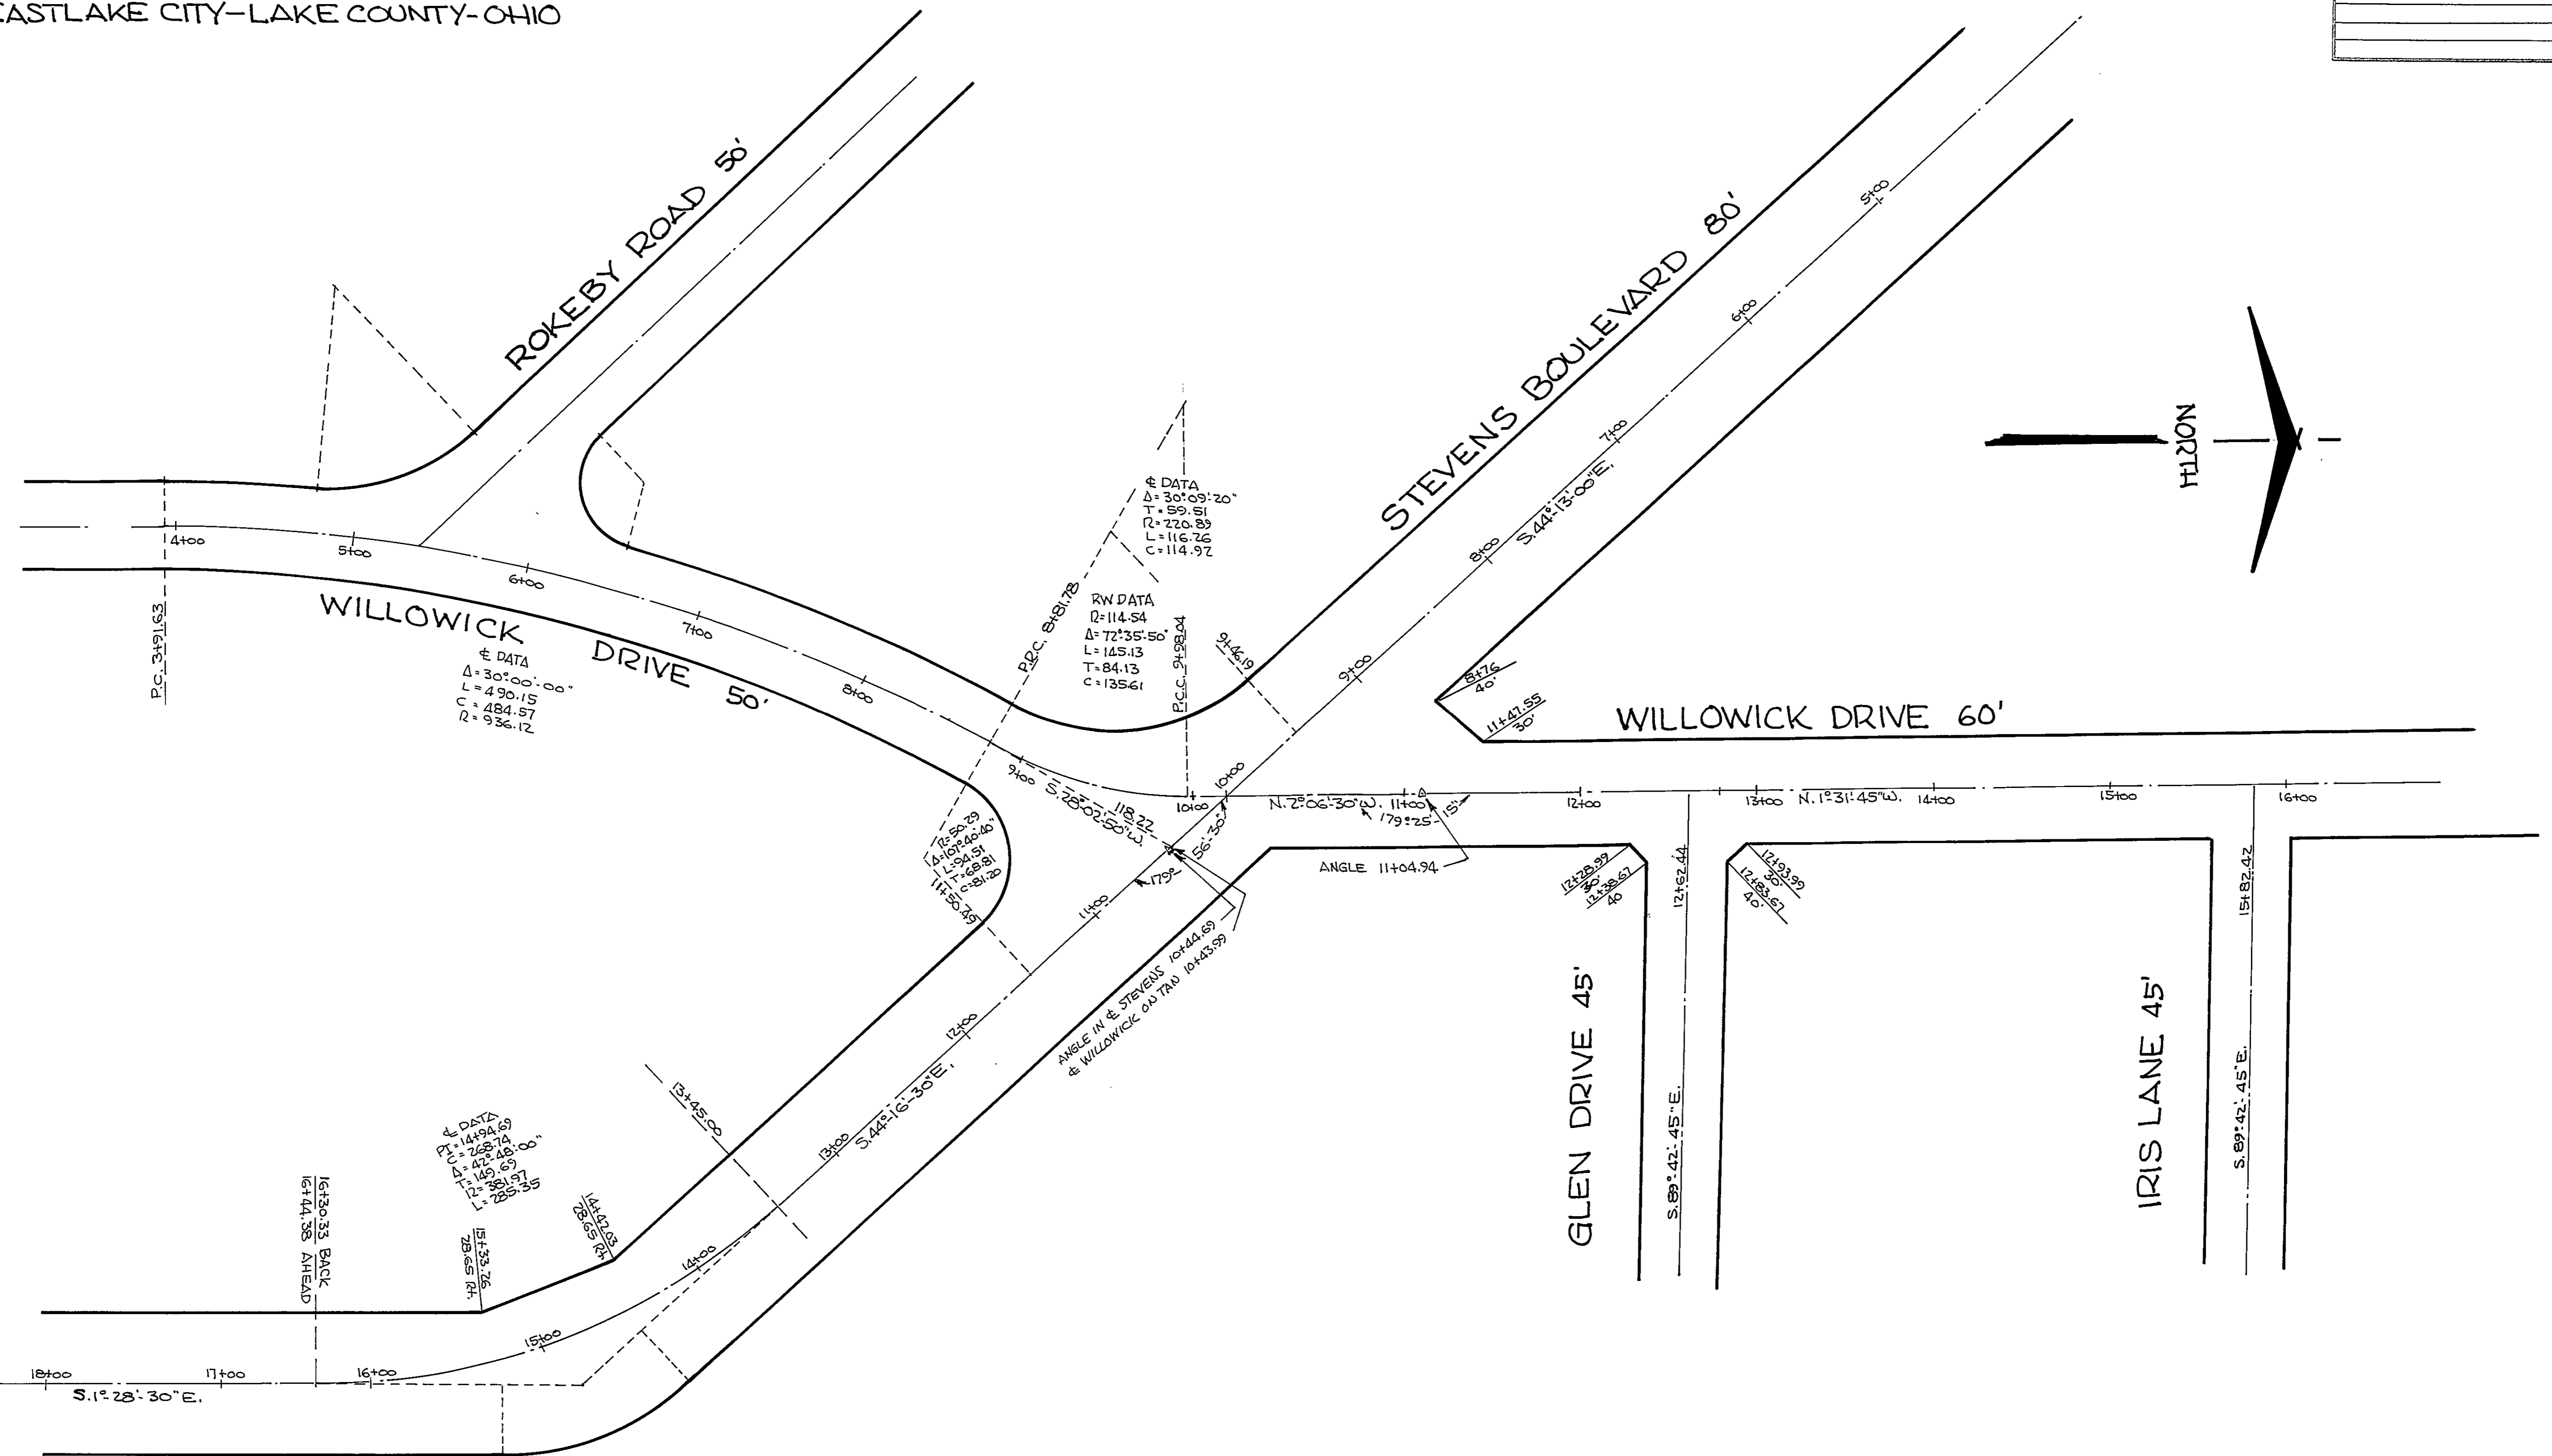 EASTLAKE CITY-LAKE COUNTY-OHIO
ROKEBY ROAD 50'
STEVENS BOULEVARD 80'
5+00
6+00
7+00
8+00
9+00
10+00
S.44°-13'-00"E.
NORTH
P.C. 3+91.63
4+00
5+00
6+00
7+00
8+00
9+00
10+00
WILLOWICK DRIVE 50'
℄ DATA
Δ=30°-00'-00"
L=490.15
C=484.57
R=936.12
℄ DATA
Δ=30°-09'-20"
T=59.51
R=220.89
L=116.26
C=114.92
P.R.C. 8+81.78
RW DATA
R=114.54
Δ=72°-35'-50"
L=145.13
T=84.13
C=135.61
P.C.C. 9+98.04
9+46.19
8+76
40'
11+47.55
30'
WILLOWICK DRIVE 60'
118.22
S.28°-02'-50"W.
N.2°-06'-30"W.
11+00
179°-25'-15"
12+00
13+00
N.1°-31'-45"W.
14+00
15+00
16+00
ANGLE 11+04.94
56'-30"
179°
R=50.29
Δ=107°-40'-40"
L=94.51
T=68.81
C=81.20
11+50.49
11+00
ANGLE IN ℄ STEVENS 10+44.69
℄ WILLOWICK ON TAN 10+43.99
12+28.99
30'
12+38.67
40
12+62.44
12+93.99
30'
12+83.67
40'
15+82.42
GLEN DRIVE 45'
S.89°-42'-45"E.
IRIS LANE 45'
S.89°-42'-45"E.
12+00
S.44°-16'-30"E.
13+00
13+45.00
14+00
℄ DATA
PI=14+94.69
C=268.74
Δ=42°-48'-00"
T=149.69
R=381.97
L=285.35
14+42.03
28.65 Rt.
15+33.26
28.65 Rt.
16+30.33 BACK
16+44.38 AHEAD
15+00
16+00
17+00
18+00
S.1°-28'-30"E.